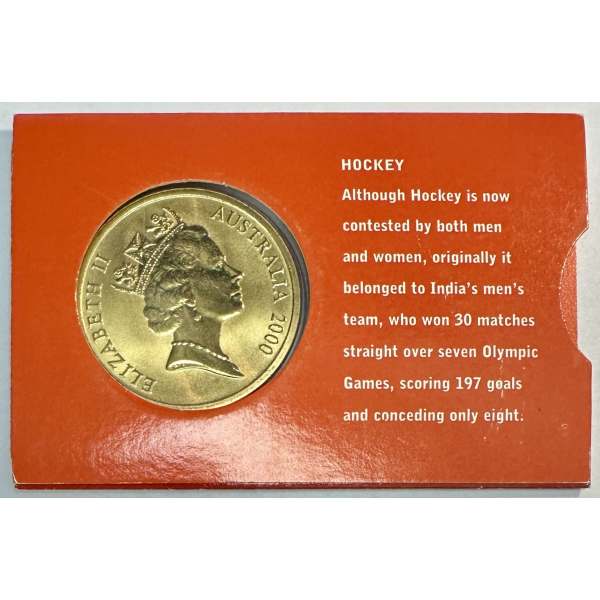 ELIZABETH II
AUSTRALIA 2000
HOCKEY
Although Hockey is now
contested by both men
and women, originally it
belonged to India's men's
team, who won 30 matches
straight over seven Olympic
Games, scoring 197 goals
and conceding only eight.